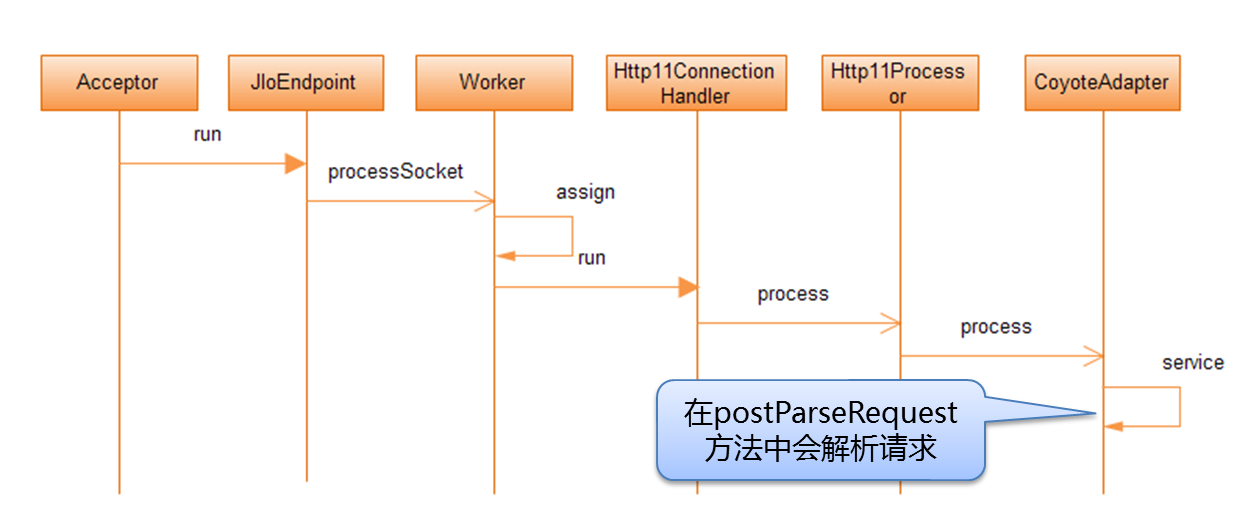 Acceptor
JIoEndpoint
Worker
Http11Connection
Handler
Http11Process
or
CoyoteAdapter
run
processSocket
assign
run
process
process
service
在postParseRequest
方法中会解析请求